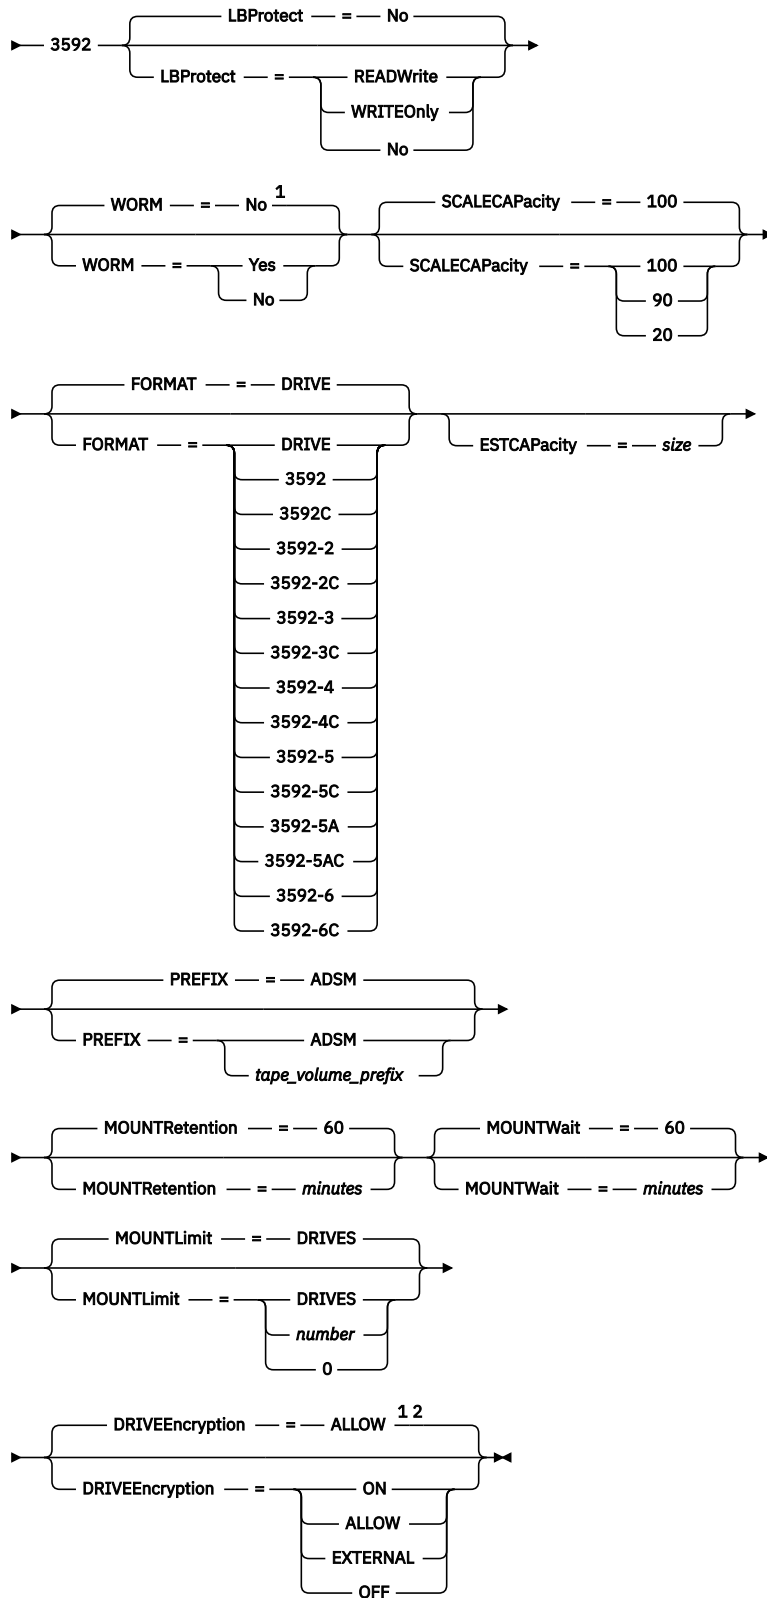 LBProtect = No
3592
LBProtect = READWrite
WRITEOnly
No
WORM = No 1 SCALECAPacity = 100
WORM = Yes SCALECAPacity = 100
No 90
20
FORMAT = DRIVE
FORMAT = DRIVE ESTCAPacity = size
3592
3592C
3592-2
3592-2C
3592-3
3592-3C
3592-4
3592-4C
3592-5
3592-5C
3592-5A
3592-5AC
3592-6
3592-6C
PREFIX = ADSM
PREFIX = ADSM
tape_volume_prefix
MOUNTRetention = 60 MOUNTWait = 60
MOUNTRetention = minutes MOUNTWait = minutes
MOUNTLimit = DRIVES
MOUNTLimit = DRIVES
number
0
DRIVEEncryption = ALLOW 1 2
DRIVEEncryption = ON
ALLOW
EXTERNAL
OFF